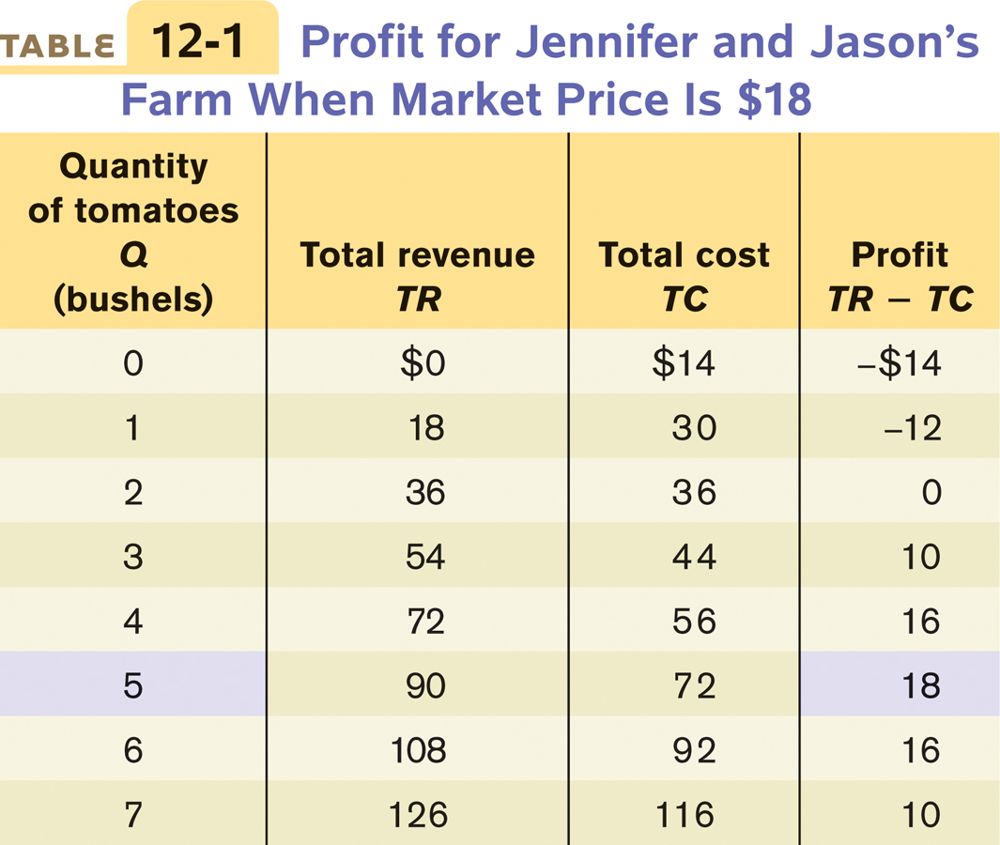 TABLE 12-1 Profit for Jennifer and Jason’s
Farm When Market Price Is $18
Quantity
of tomatoes
Q Total revenue Total cost Profit
(bushels) TR TC TR – TC
0 $0 $14 –$14
1 18 30 –12
2 36 36 0
3 54 44 10
4 72 56 16
5 90 72 18
6 108 92 16
7 126 116 10